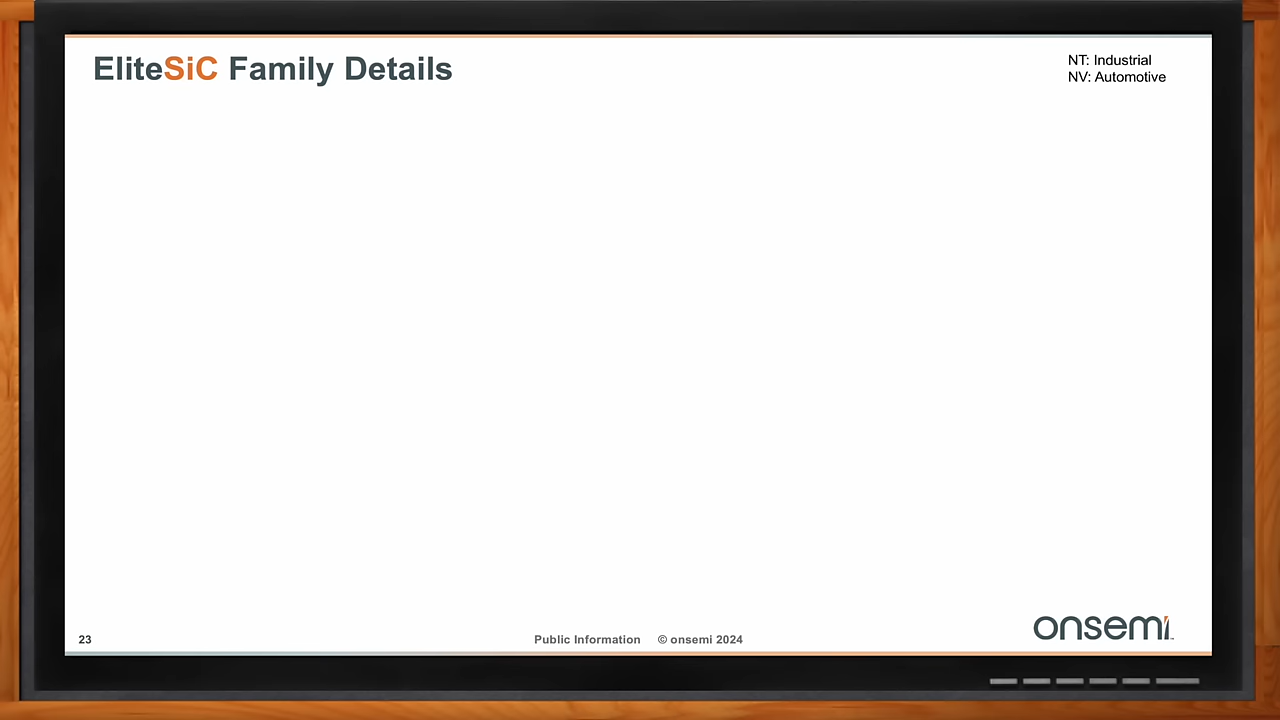 EliteSiC Family Details
NT: Industrial
NV: Automotive
23
Public Information © onsemi 2024
onsemi